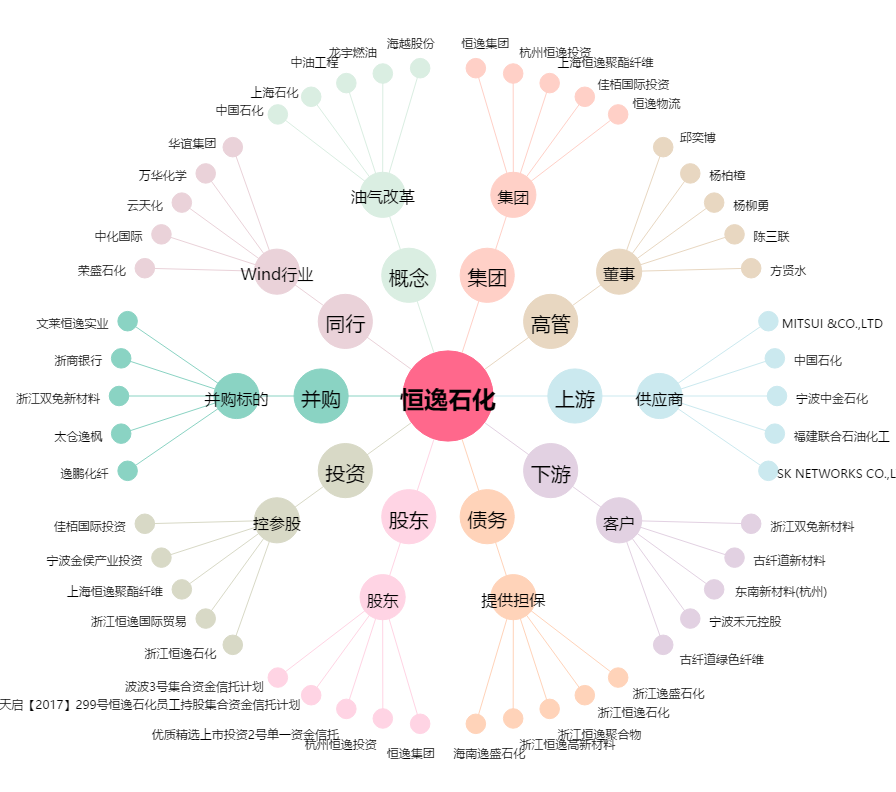 海越股份
龙宇燃油
中油工程
上海石化
中国石化
油气改革
概念
恒逸集团
杭州恒逸投资
上海恒逸聚酯纤维
佳栢国际投资
恒逸物流
集团
集团
邱奕博
杨柏樟
杨柳勇
陈三联
方贤水
董事
高管
华谊集团
万华化学
云天化
中化国际
荣盛石化
Wind行业
同行
文莱恒逸实业
浙商银行
浙江双兔新材料
太仓逸枫
逸鹏化纤
并购标的
并购
恒逸石化
上游
供应商
MITSUI &CO.,LTD
中国石化
宁波中金石化
福建联合石油化工
SK NETWORKS CO.,L
投资
控参股
佳栢国际投资
宁波金侯产业投资
上海恒逸聚酯纤维
浙江恒逸国际贸易
浙江恒逸石化
下游
客户
浙江双兔新材料
古纤道新材料
东南新材料(杭州)
宁波禾元控股
古纤道绿色纤维
股东
股东
波波3号集合资金信托计划
天启【2017】299号恒逸石化员工持股集合资金信托计划
优质精选上市投资2号单一资金信托
杭州恒逸投资
恒逸集团
债务
提供担保
浙江逸盛石化
浙江恒逸石化
浙江恒逸聚合物
浙江恒逸高新材料
海南逸盛石化